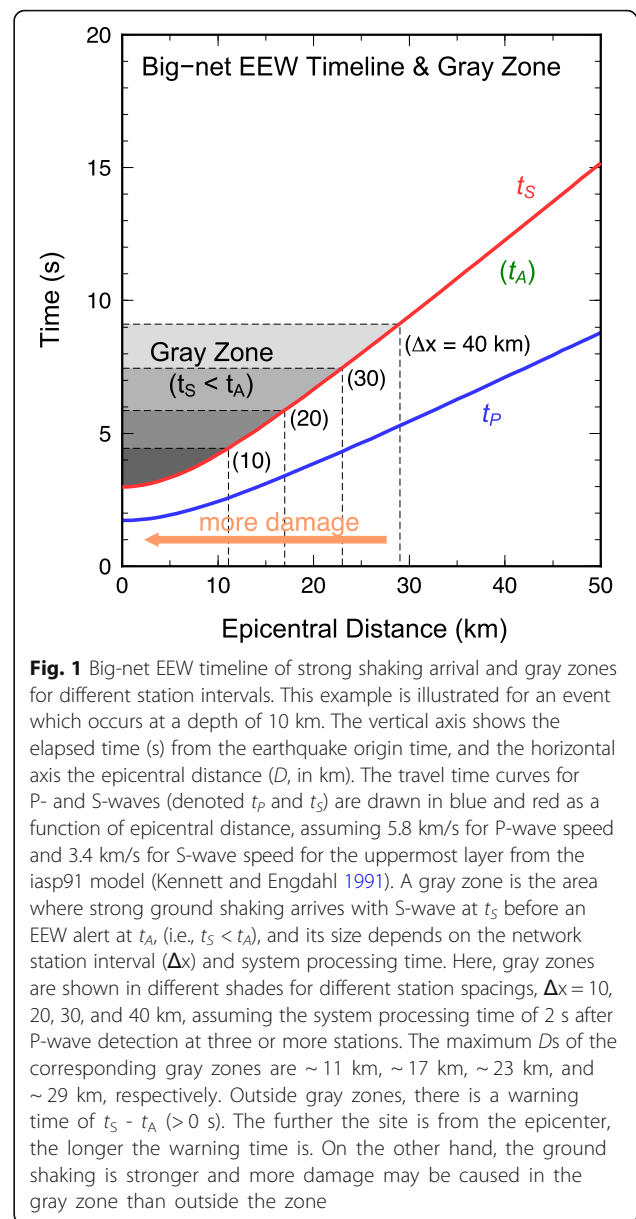 Big−net EEW Timeline & Gray Zone
20
15
10
5
0
Time (s)
tS
(tA)
tP
Gray Zone
(tS < tA)
(Δx = 40 km)
(30)
(20)
(10)
more damage
0 10 20 30 40 50
Epicentral Distance (km)
Fig. 1 Big-net EEW timeline of strong shaking arrival and gray zones
for different station intervals. This example is illustrated for an event
which occurs at a depth of 10 km. The vertical axis shows the
elapsed time (s) from the earthquake origin time, and the horizontal
axis the epicentral distance (D, in km). The travel time curves for
P- and S-waves (denoted tP and tS) are drawn in blue and red as a
function of epicentral distance, assuming 5.8 km/s for P-wave speed
and 3.4 km/s for S-wave speed for the uppermost layer from the
iasp91 model (Kennett and Engdahl 1991). A gray zone is the area
where strong ground shaking arrives with S-wave at tS before an
EEW alert at tA, (i.e., tS < tA), and its size depends on the network
station interval (Δx) and system processing time. Here, gray zones
are shown in different shades for different station spacings, Δx = 10,
20, 30, and 40 km, assuming the system processing time of 2 s after
P-wave detection at three or more stations. The maximum Ds of the
corresponding gray zones are ~ 11 km, ~ 17 km, ~ 23 km, and
~ 29 km, respectively. Outside gray zones, there is a warning
time of tS - tA (> 0 s). The further the site is from the epicenter,
the longer the warning time is. On the other hand, the ground
shaking is stronger and more damage may be caused in the
gray zone than outside the zone